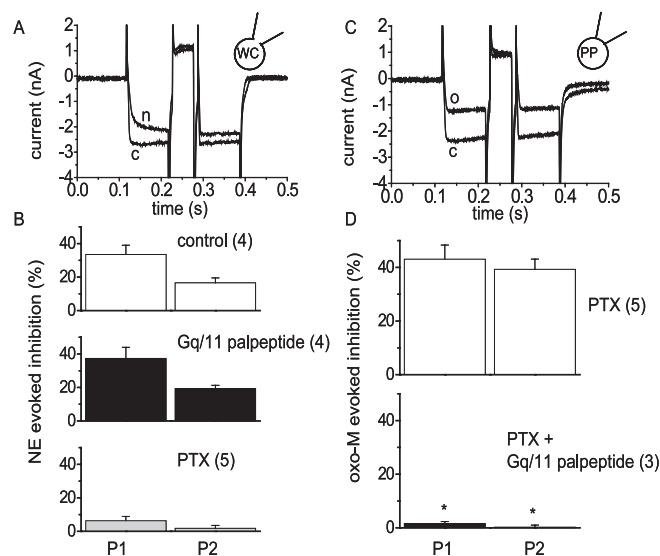 A
2
1
0
-1
-2
-3
-4
current (nA)
WC
n
c
0.0 0.1 0.2 0.3 0.4 0.5
time (s)
C
2
1
0
-1
-2
-3
-4
current (nA)
PP
o
c
0.0 0.1 0.2 0.3 0.4 0.5
time (s)
B
NE evoked inhibition (%)
40
20
0
control (4)
40
20
0
Gq/11 palpeptide (4)
40
20
0
PTX (5)
P1 P2
D
oxo-M evoked inhibition (%)
40
20
0
PTX (5)
40
20
0
PTX +
Gq/11 palpeptide (3)
* *
P1 P2